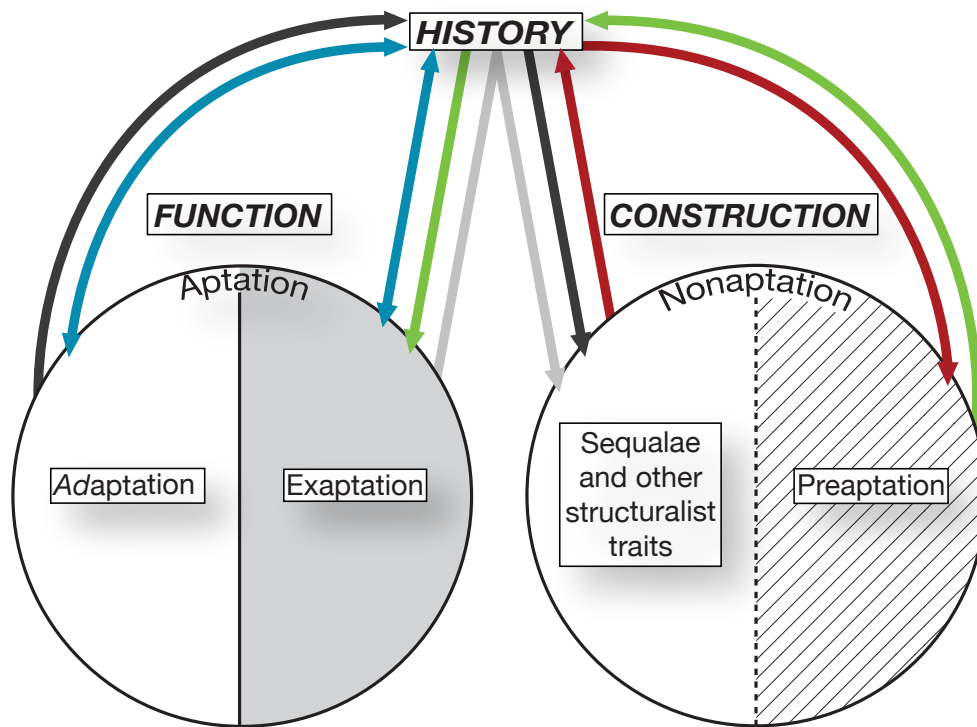 HISTORY
FUNCTION
CONSTRUCTION
Aptation
Nonaptation
Adaptation
Exaptation
Sequalae
and other
structuralist
traits
Preaptation